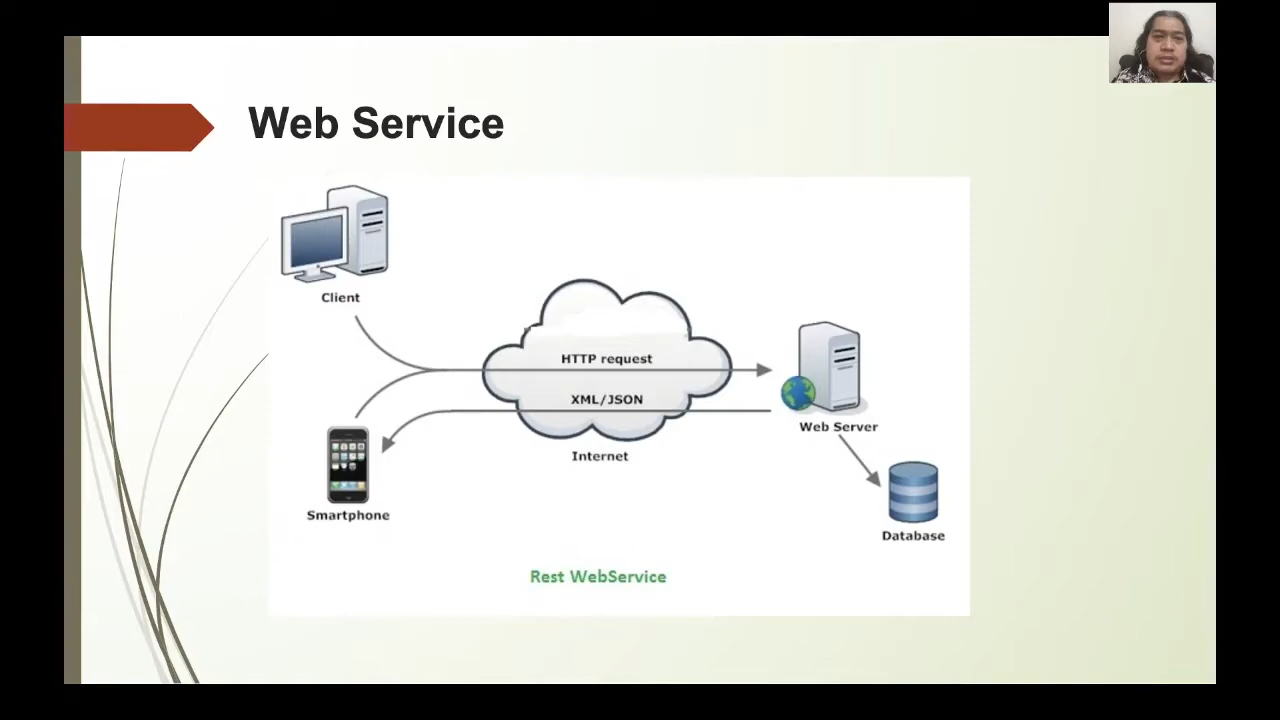 Web Service
Client
HTTP request
XML/JSON
Internet
Web Server
Smartphone
Database
Rest WebService